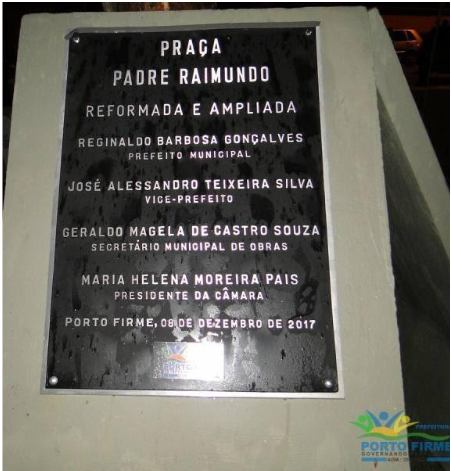 PRAÇA
PADRE RAIMUNDO
REFORMADA E AMPLIADA
REGINALDO BARBOSA GONÇALVES
PREFEITO MUNICIPAL
JOSÉ ALESSANDRO TEIXEIRA SILVA
VICE-PREFEITO
GERALDO MAGELA DE CASTRO SOUZA
SECRETÁRIO MUNICIPAL DE OBRAS
MARIA HELENA MOREIRA PAIS
PRESIDENTE DA CÂMARA
PORTO FIRME, 08 DE DEZEMBRO DE 2017
PORTO FIRME
GOVERNANDO